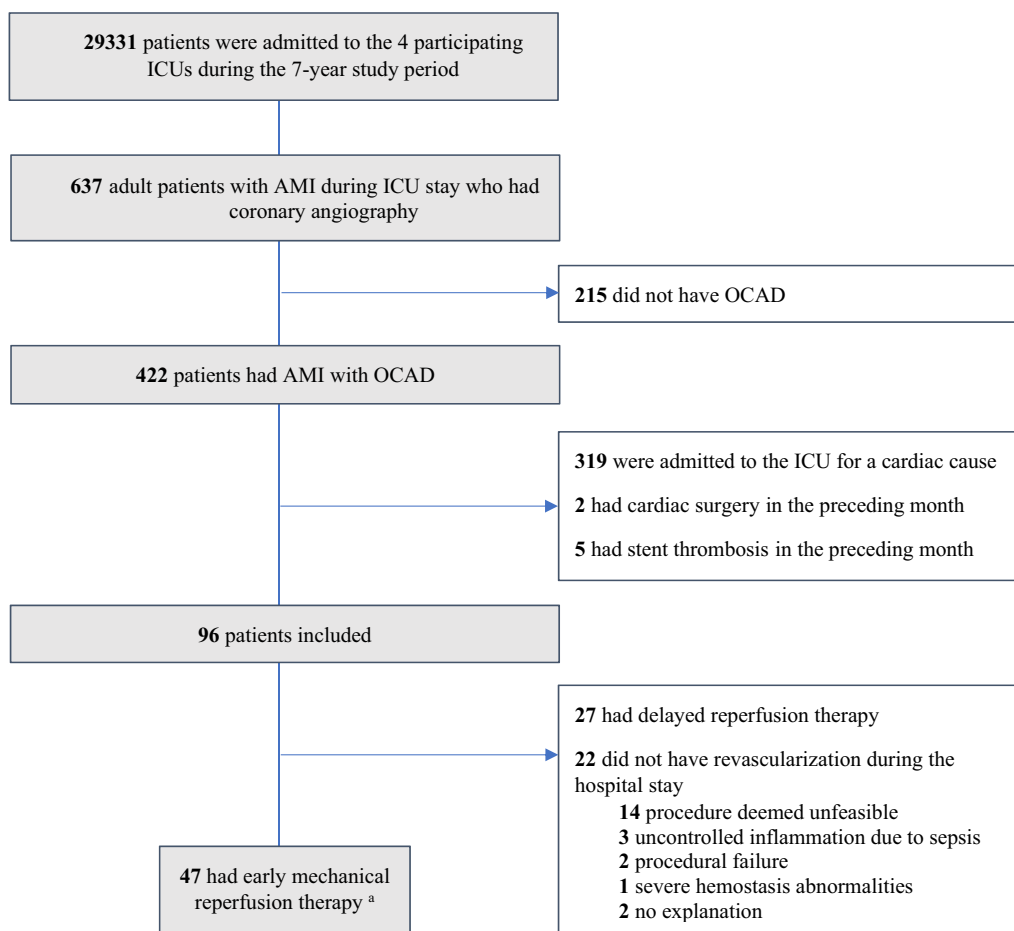 29331 patients were admitted to the 4 participating
ICUs during the 7-year study period
637 adult patients with AMI during ICU stay who had
coronary angiography
215 did not have OCAD
422 patients had AMI with OCAD
319 were admitted to the ICU for a cardiac cause
2 had cardiac surgery in the preceding month
5 had stent thrombosis in the preceding month
96 patients included
27 had delayed reperfusion therapy
22 did not have revascularization during the
hospital stay
14 procedure deemed unfeasible
3 uncontrolled inflammation due to sepsis
2 procedural failure
1 severe hemostasis abnormalities
2 no explanation
47 had early mechanical
reperfusion therapy a